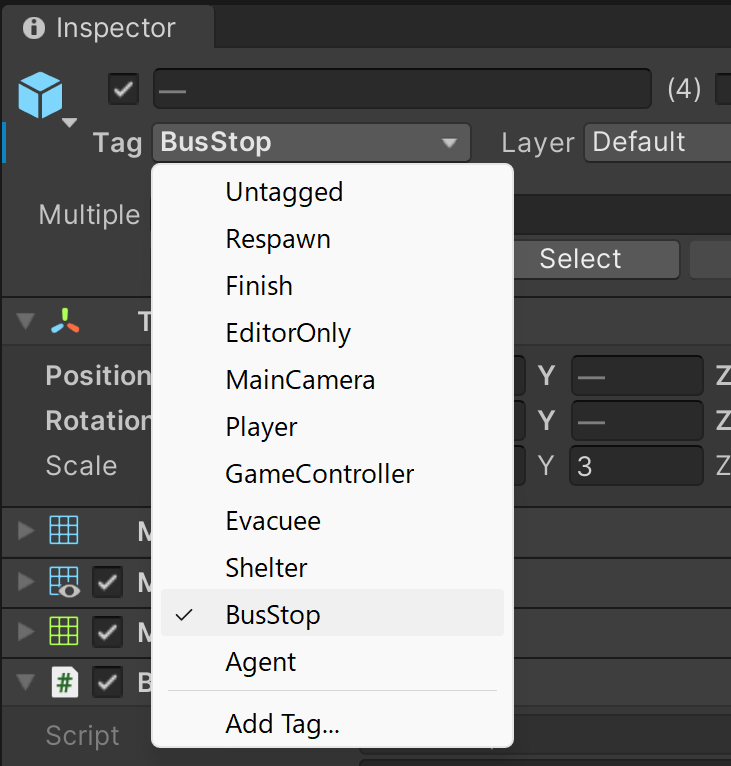 Inspector
— (4)
Tag BusStop Layer Default
Untagged
Multiple
Respawn
Select
Finish
EditorOnly
Position MainCamera Y — Z
Rotation Player Y — Z
Scale GameController Y 3 Z
Evacuee
Shelter
BusStop
Agent
Add Tag...
Script